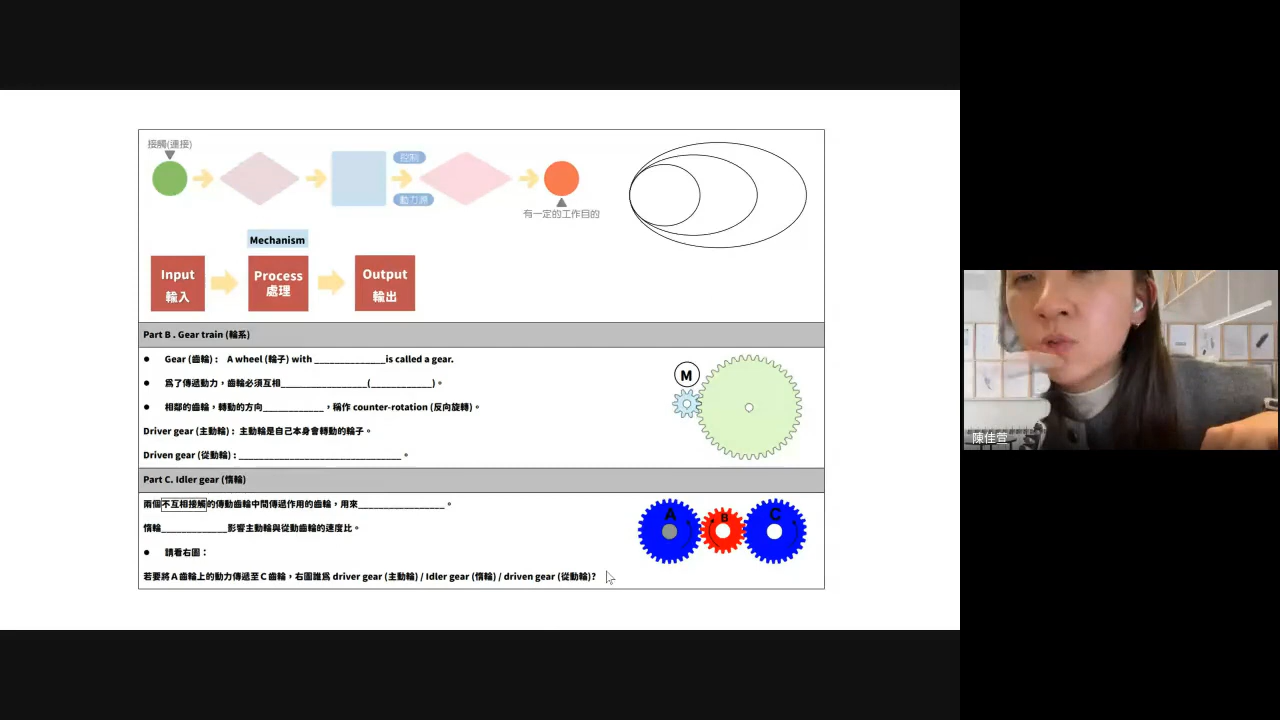 接觸(連接)
控制
動力源
有一定的工作目的
Mechanism
Input
輸入
Process
處理
Output
輸出
Part B . Gear train (輪系)
● Gear (齒輪) : A wheel (輪子) with ______________is called a gear.
● 為了傳遞動力，齒輪必須互相_________________(____________)。
● 相鄰的齒輪，轉動的方向____________，稱作 counter-rotation (反向旋轉)。
Driver gear (主動輪) : 主動輪是自己本身會轉動的輪子。
Driven gear (從動輪) : ________________________________。
M
Part C. Idler gear (惰輪)
兩個不互相接觸的傳動齒輪中間傳遞作用的齒輪，用來_________________。
惰輪_____________影響主動輪與從動齒輪的速度比。
● 請看右圖：
若要將A齒輪上的動力傳遞至C齒輪，右圖誰為 driver gear (主動輪) / Idler gear (惰輪) / driven gear (從動輪)?
A
B
C
陳佳萱